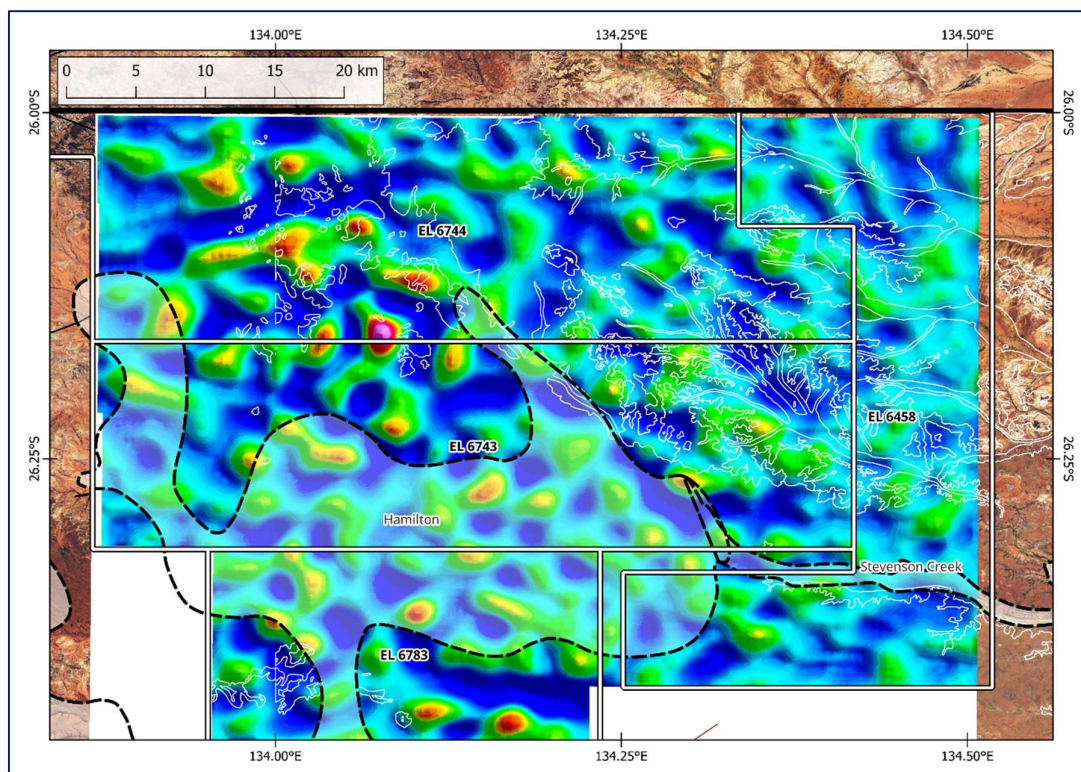 134.00°E 134.25°E 134.50°E
0 5 10 15 20 km
26.00°S 26.00°S
EL 6744
EL 6458
EL 6743
26.25°S 26.25°S
Hamilton
Stevenson Creek
EL 6783
134.00°E 134.25°E 134.50°E